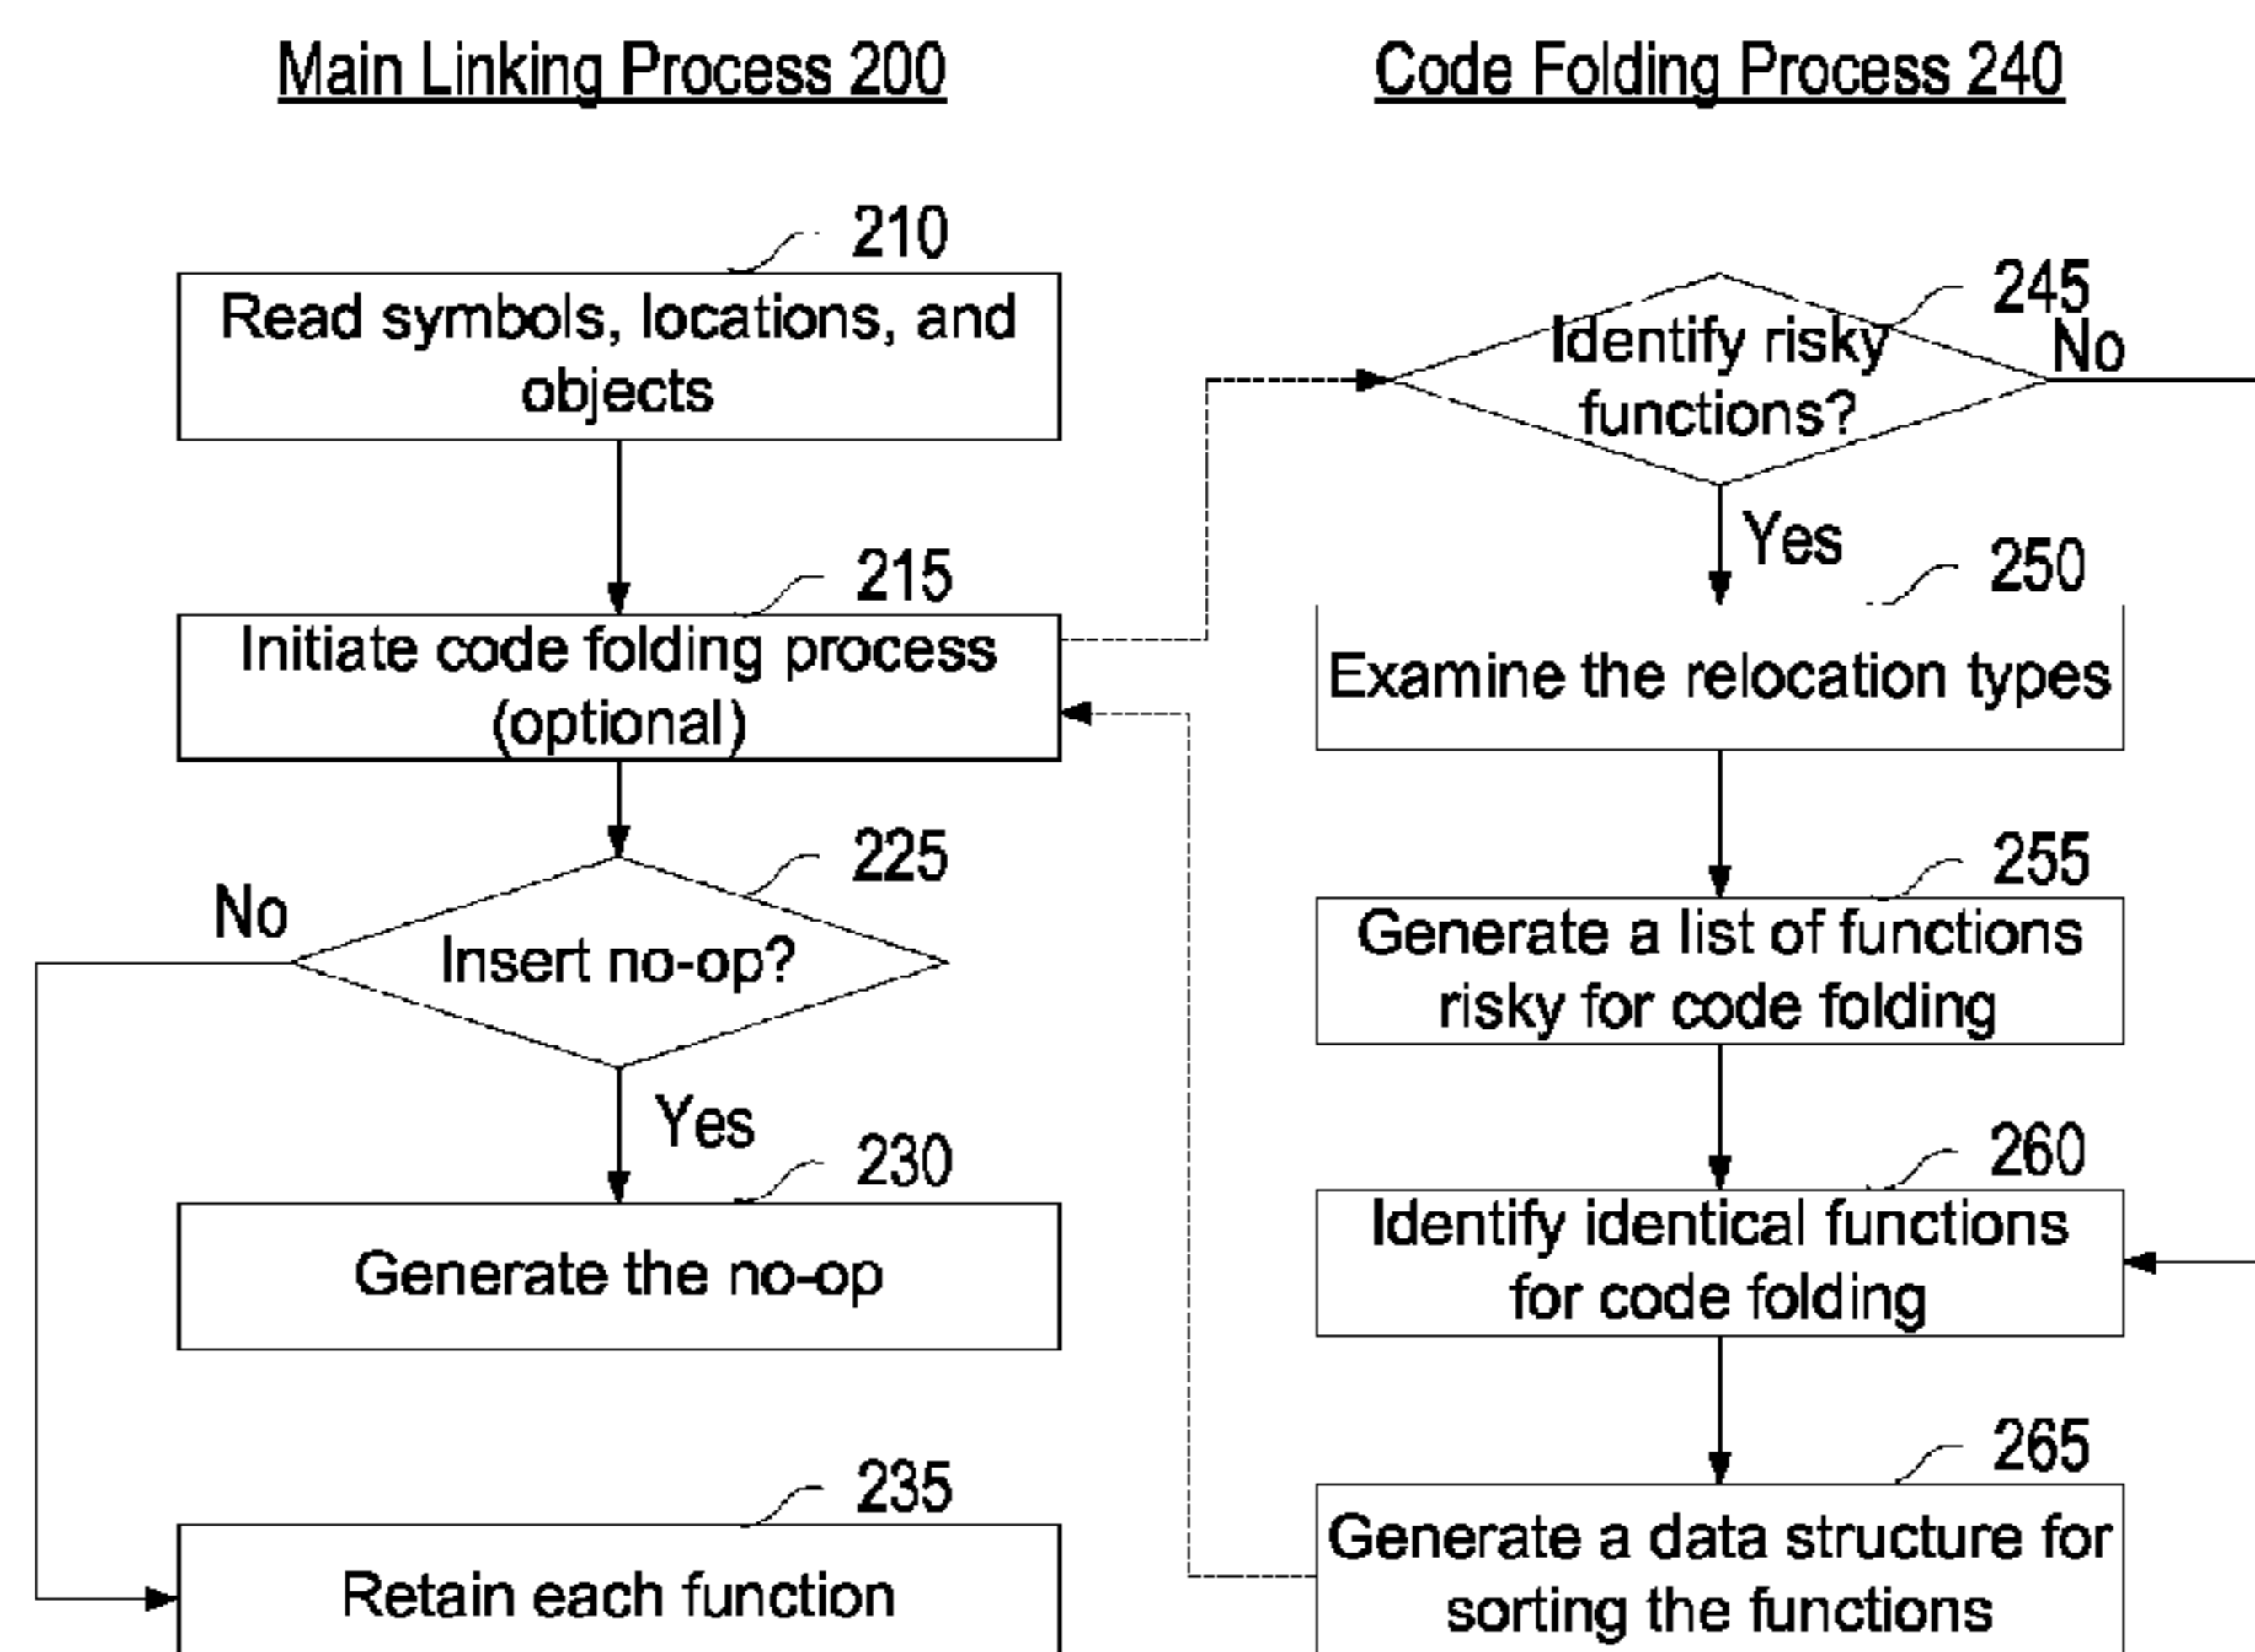 Main Linking Process 200
210
Read symbols, locations, and
objects
215
Initiate code folding process
(optional)
225
No
Insert no-op?
Yes
230
Generate the no-op
235
Retain each function
Code Folding Process 240
245
Identify risky
No
functions?
Yes
250
Examine the relocation types
255
Generate a list of functions
risky for code folding
260
Identify identical functions
for code folding
265
Generate a data structure for
sorting the functions